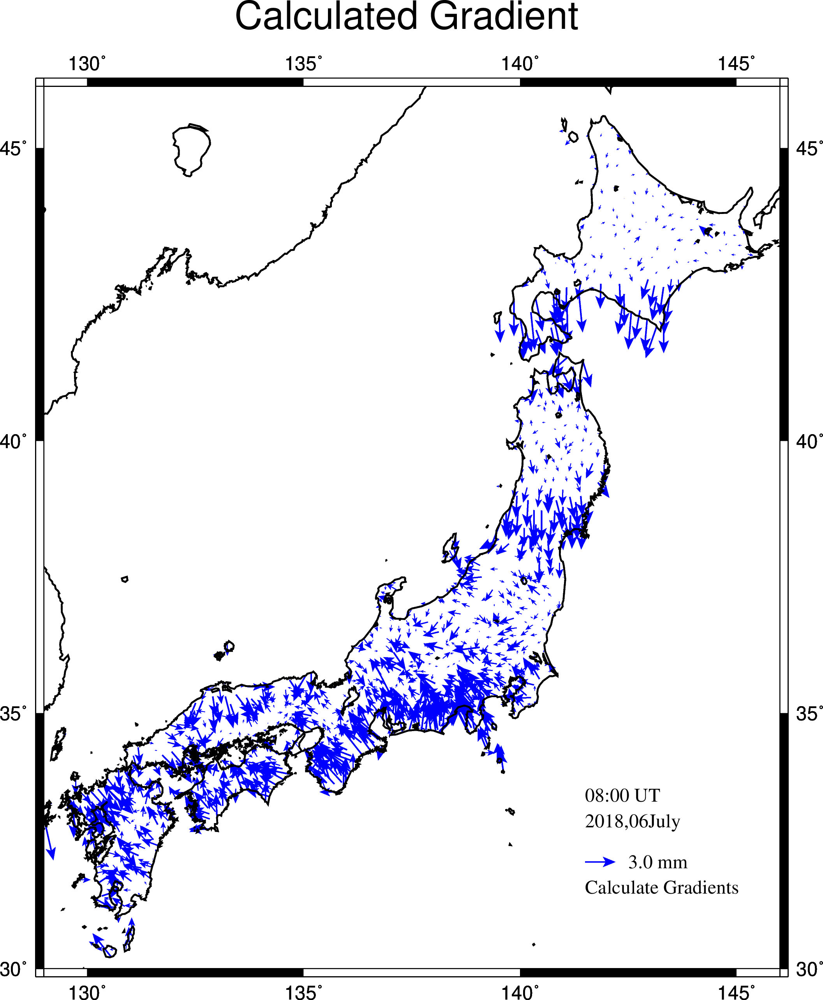 Calculated Gradient
130° 135° 140° 145°
45° 45°
40° 40°
35° 35°
08:00 UT
2018,06July
3.0 mm
Calculate Gradients
30° 30°
130° 135° 140° 145°